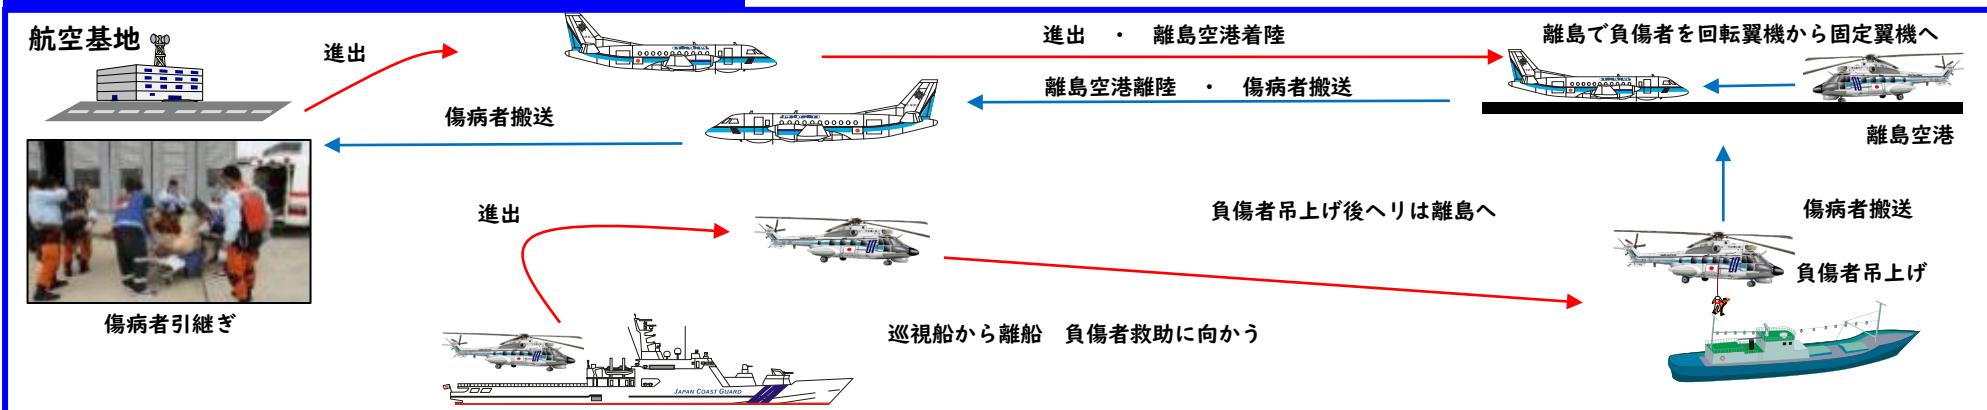 航空基地
進出
進出　・　離島空港着陸
離島で負傷者を回転翼機から固定翼機へ
離島空港離陸　・　傷病者搬送
傷病者搬送
離島空港
進出
負傷者吊上げ後ヘリは離島へ
傷病者搬送
負傷者吊上げ
傷病者引継ぎ
巡視船から離船　負傷者救助に向かう
JAPAN COAST GUARD